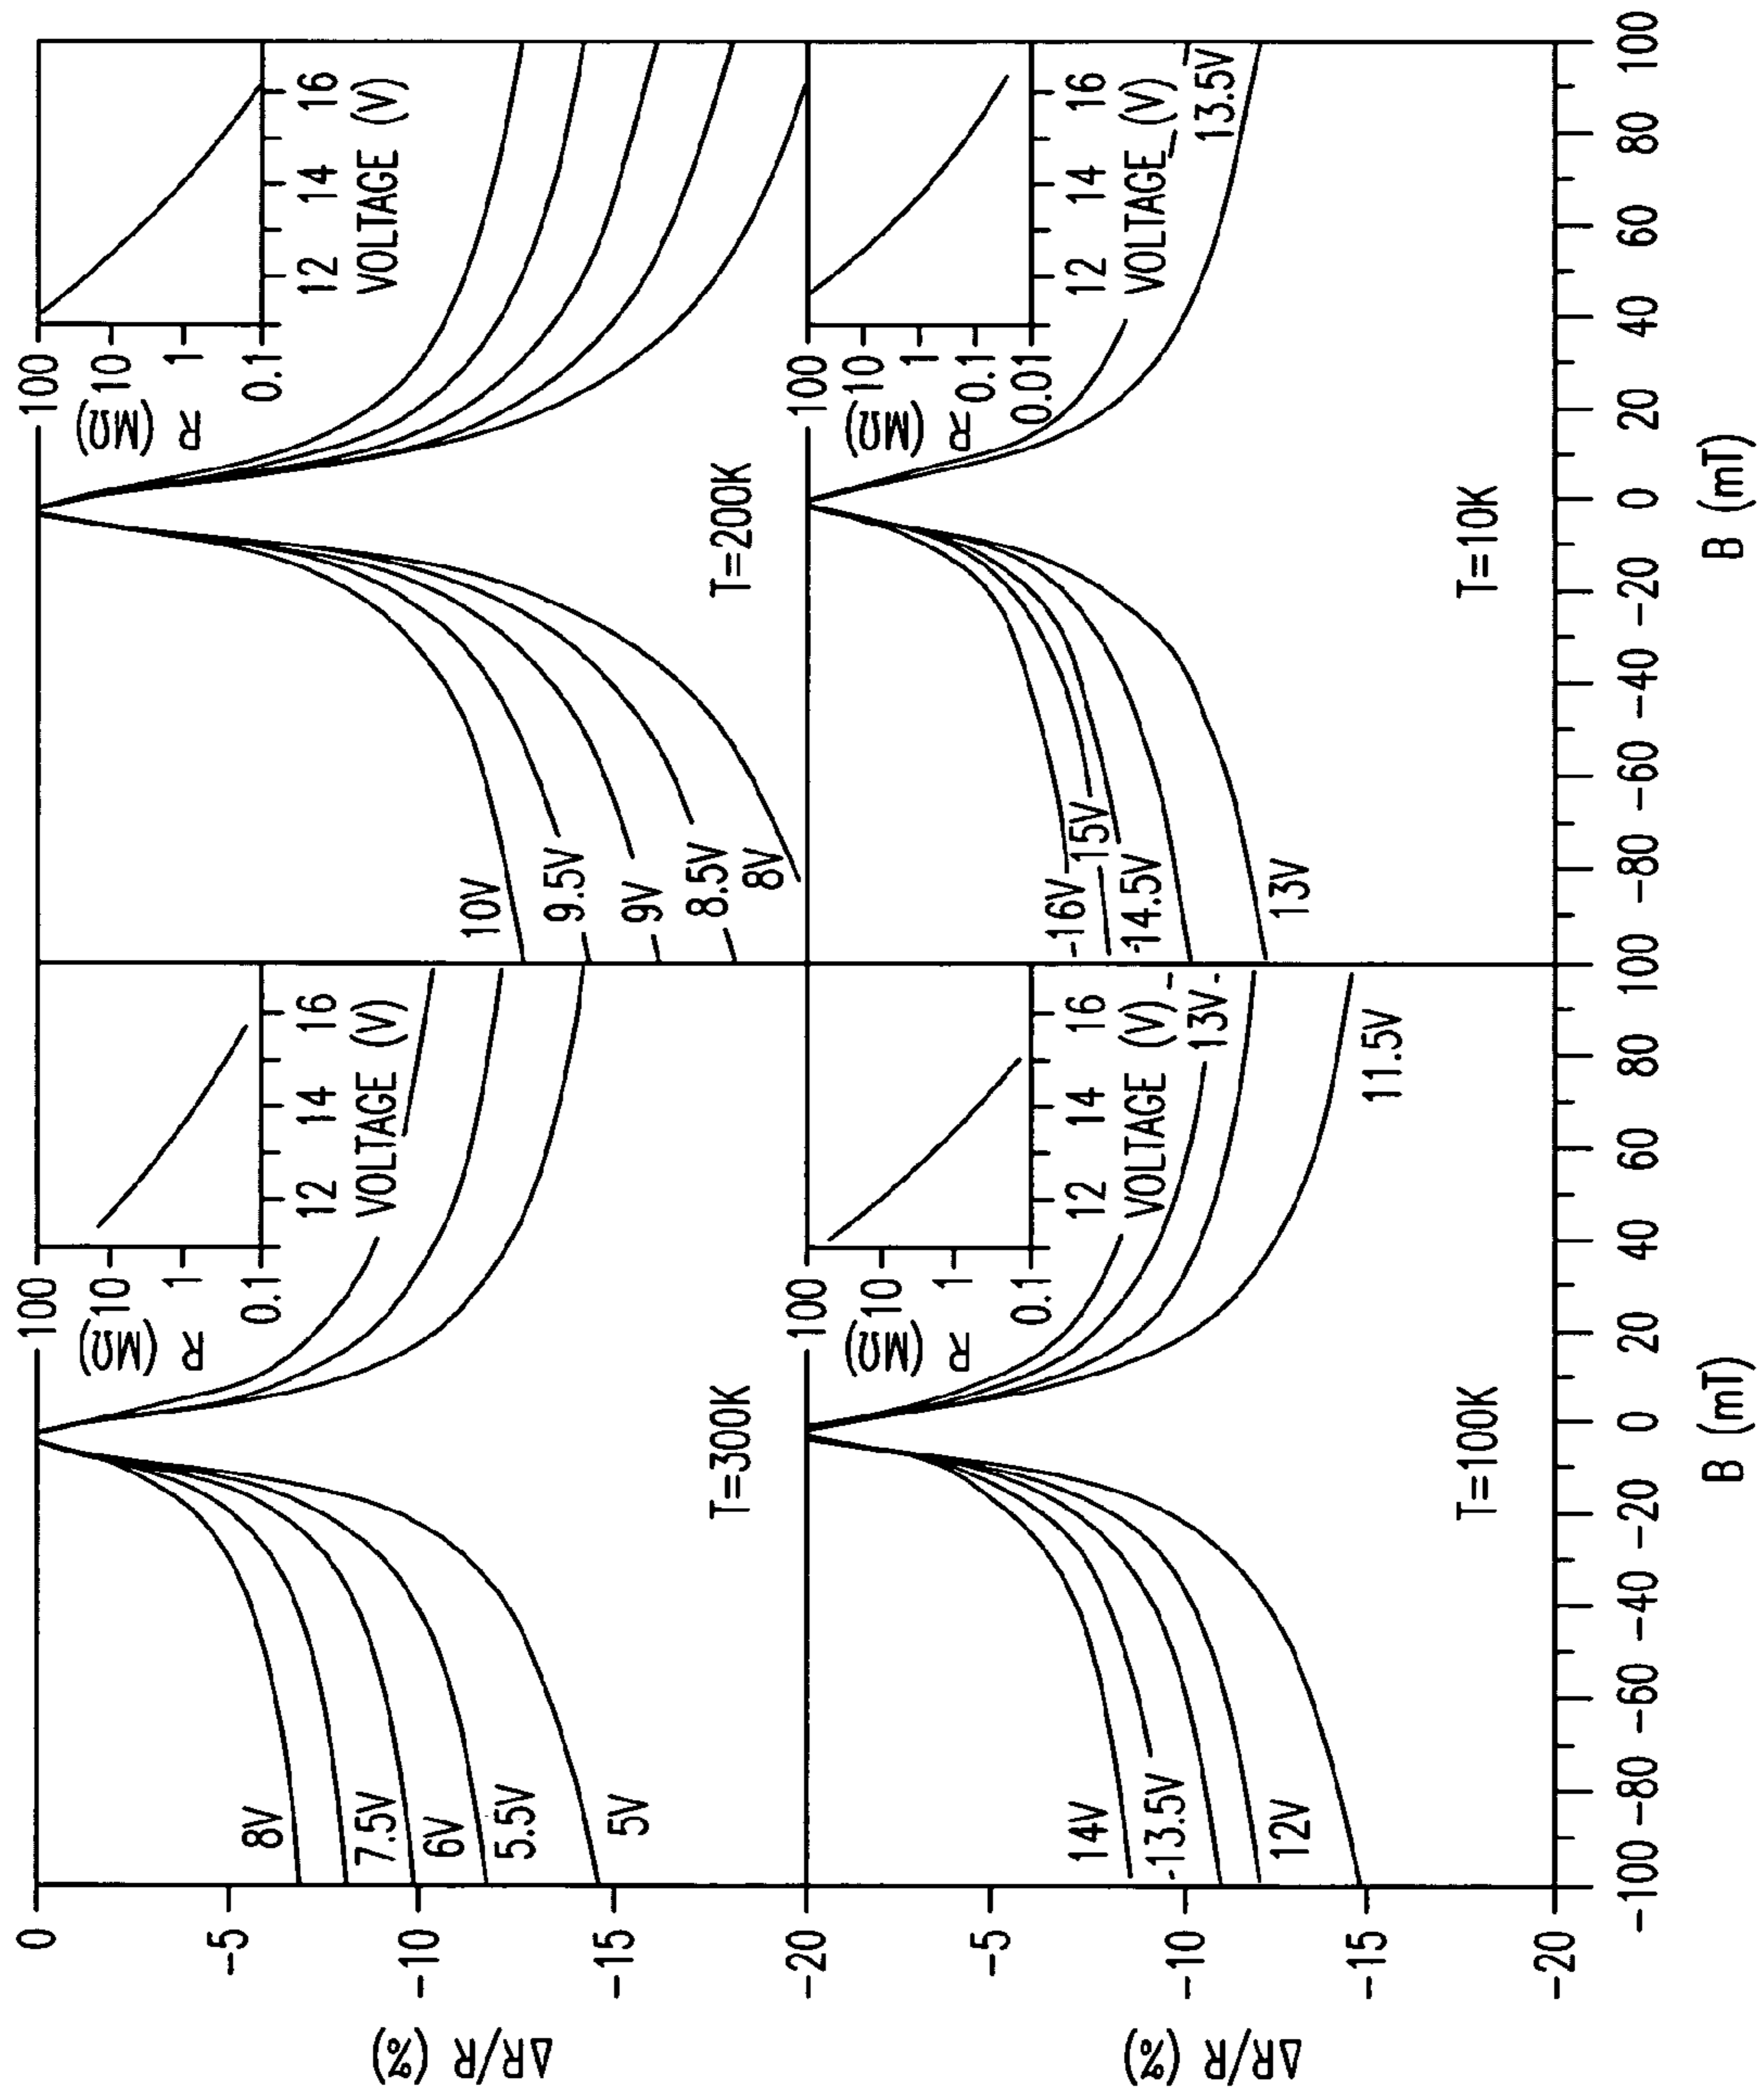 0
-5
-10
-15
-20
ΔR/R (%)
8V
7.5V
6V
5.5V
5V
T=300K
100
10
1
0.1
R (MΩ)
12 14 16
VOLTAGE (V)
10V
9.5V
9V
8.5V
8V
T=200K
100
10
1
0.1
R (MΩ)
12 14 16
VOLTAGE (V)
-5
-10
-15
-20
ΔR/R (%)
14V
13.5V
12V
T=100K
100
10
1
0.1
R (MΩ)
12 14 16
VOLTAGE (V)
13V
11.5V
-100 -80 -60 -40 -20 0 20 40 60 80 100
B (mT)
16V
15V
14.5V
13V
T=10K
100
10
1
0.1
0.01
R (MΩ)
12 14 16
VOLTAGE (V)
13.5V
-80 -60 -40 -20 0 20 40 60 80 100
B (mT)